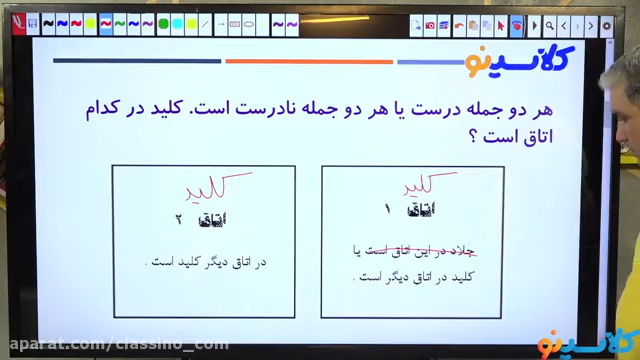 کلاسینو
هر دو جمله درست یا هر دو جمله نادرست است. کلید در کدام
اتاق است ؟
کلید
اتاق ۱
جلاد در این اتاق است یا
کلید در اتاق دیگر است .
کلید
اتاق ۲
در اتاق دیگر کلید است .
aparat.com/classino_com
کلاسینو